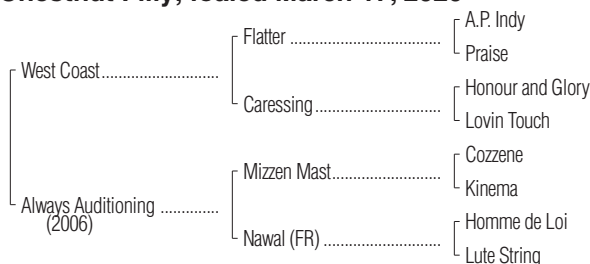 Chestnut Filly; foaled March
A.P. Indy
Flatter
Praise
West Coast
Honour and Glory
Caressing
Lovin Touch
Cozzene
Mizzen Mast
Kinema
Always Auditioning
(2006)
Homme de Loi
Nawal (FR)
Lute String